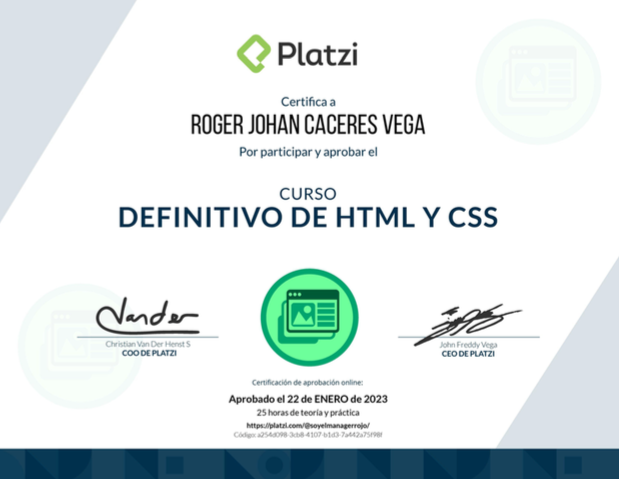 Platzi
Certifica a
ROGER JOHAN CACERES VEGA
Por participar y aprobar el
CURSO
DEFINITIVO DE HTML Y CSS
Vander
Christian Van Der Henst S
COO DE PLATZI
John Freddy Vega
CEO DE PLATZI
Certificación de aprobación online:
Aprobado el 22 de ENERO de 2023
25 horas de teoría y práctica
https://platzi.com/@soyelmanagerrojo/
Código: a254d098-3cb8-4107-b1d3-7a442a75f98f